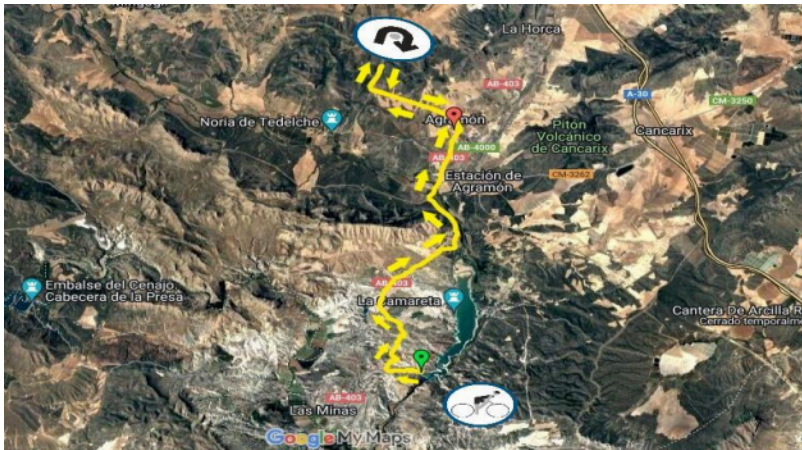 La Horca
AB-403
A-30
CM-3250
Noria de Tedelche
Agramón
Pitón
Volcánico
de Cancarix
Cancarix
AB-4000
AB-403
Estación de
Agramón
CM-3262
Embalse del Cenajo,
Cabecera de la Presa
AB-403
La Camareta
Cantera De Arcilla R
Cerrado temporalme
AB-403
Las Minas
Google My Maps